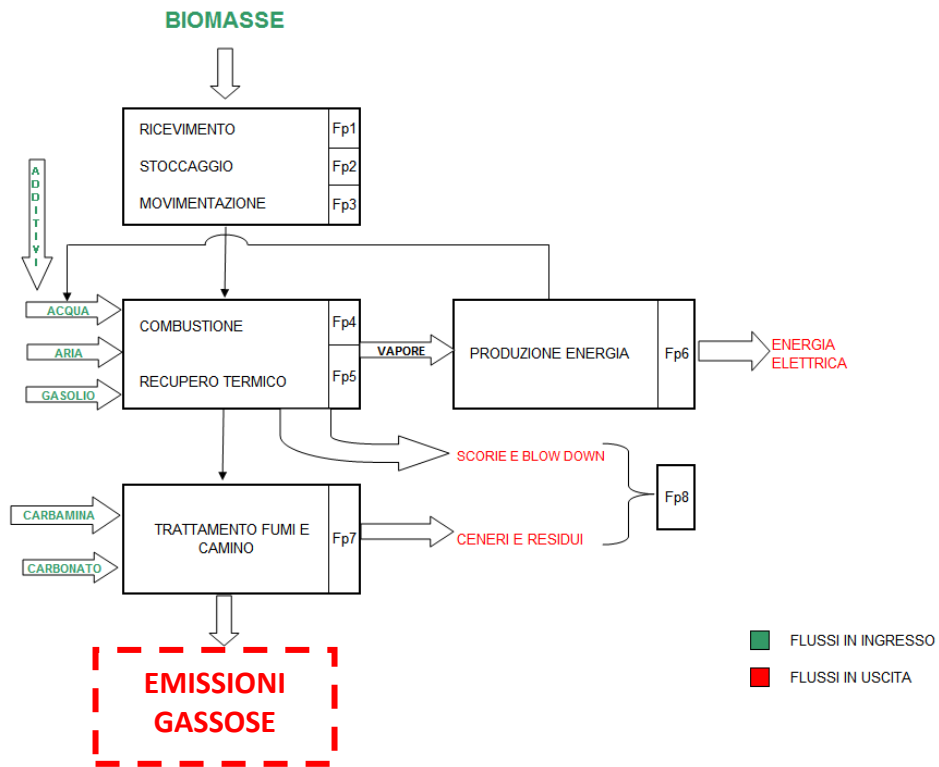 BIOMASSE
RICEVIMENTO
Fp1
STOCCAGGIO
Fp2
MOVIMENTAZIONE
Fp3
ADDITIVI
ACQUA
ARIA
GASOLIO
COMBUSTIONE
Fp4
RECUPERO TERMICO
Fp5
VAPORE
PRODUZIONE ENERGIA
Fp6
ENERGIA
ELETTRICA
SCORIE E BLOW DOWN
CENERI E RESIDUI
Fp8
CARBAMINA
CARBONATO
TRATTAMENTO FUMI E
CAMINO
Fp7
EMISSIONI
GASSOSE
FLUSSI IN INGRESSO
FLUSSI IN USCITA